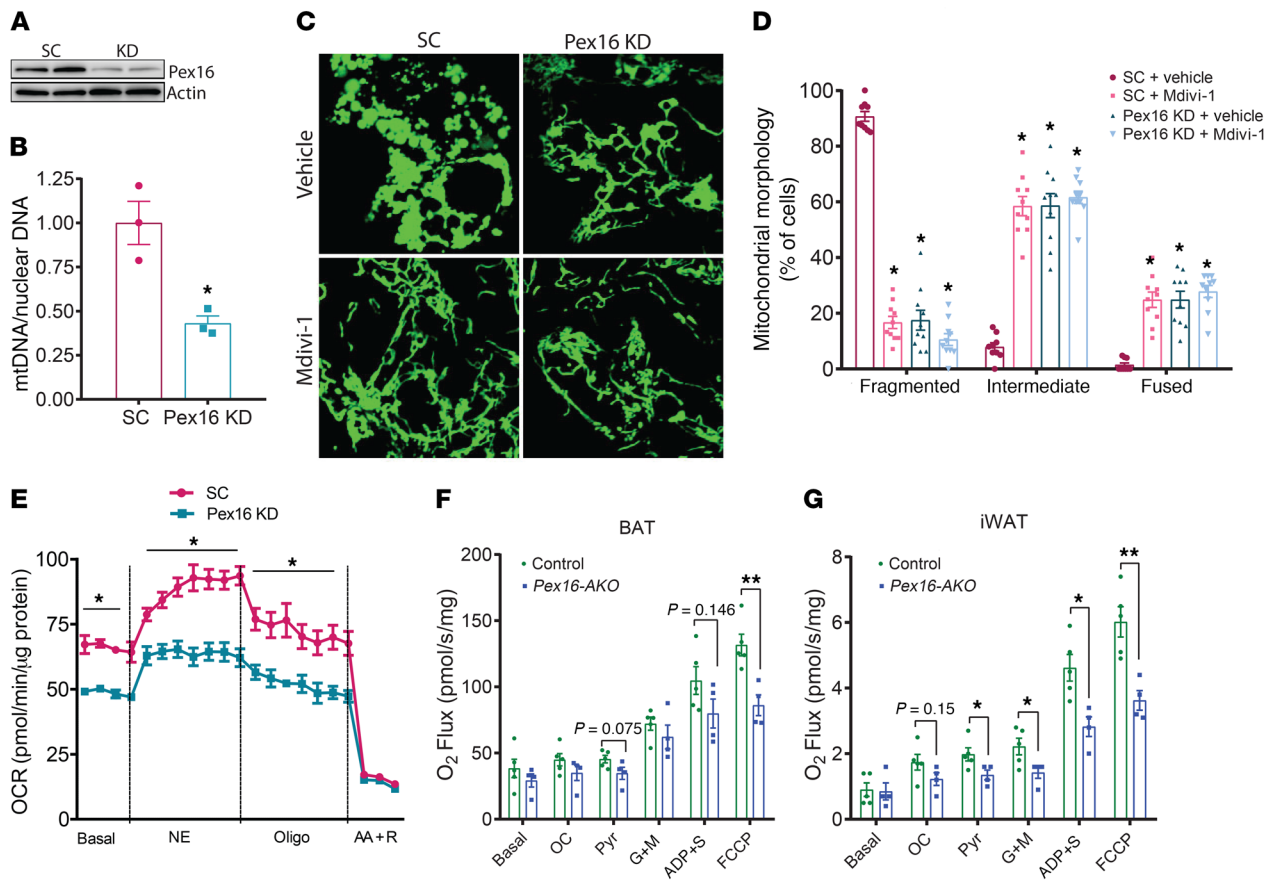 A
SC KD
Pex16
Actin
B
mtDNA/nuclear DNA
1.25
1.00
0.75
0.50
0.25
0.00
*
SC Pex16 KD
C
SC Pex16 KD
Vehicle
Mdivi-1
D
SC + vehicle
SC + Mdivi-1
Pex16 KD + vehicle
Pex16 KD + Mdivi-1
Mitochondrial morphology
(% of cells)
100
80
60
40
20
0
* * *
* * *
* * *
Fragmented Intermediate Fused
E
SC
Pex16 KD
OCR (pmol/min/µg protein)
100
75
50
25
0
* * *
Basal NE Oligo AA+R
F
BAT
Control
Pex16-AKO
O2 Flux (pmol/s/mg)
200
150
100
50
0
P = 0.075
P = 0.146
**
Basal OC Pyr G+M ADP+S FCCP
G
iWAT
Control
Pex16-AKO
O2 Flux (pmol/s/mg)
8
6
4
2
0
P = 0.15
* * * **
Basal OC Pyr G+M ADP+S FCCP